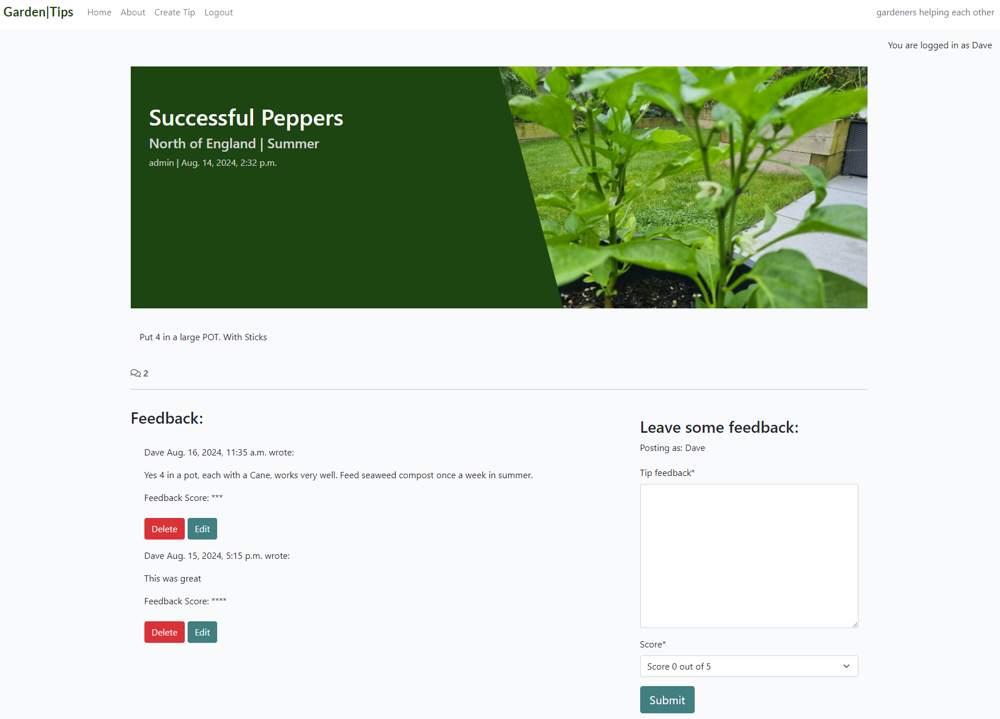 Garden|Tips Home About Create Tip Logout gardeners helping each other
You are logged in as Dave
Successful Peppers
North of England | Summer
admin | Aug. 14, 2024, 2:32 p.m.
Put 4 in a large POT. With Sticks
2
Feedback:
Dave Aug. 16, 2024, 11:35 a.m. wrote:
Yes 4 in a pot, each with a Cane, works very well. Feed seaweed compost once a week in summer.
Feedback Score: ***
Delete Edit
Dave Aug. 15, 2024, 5:15 p.m. wrote:
This was great
Feedback Score: ****
Delete Edit
Leave some feedback:
Posting as: Dave
Tip feedback*
Score*
Score 0 out of 5
Submit